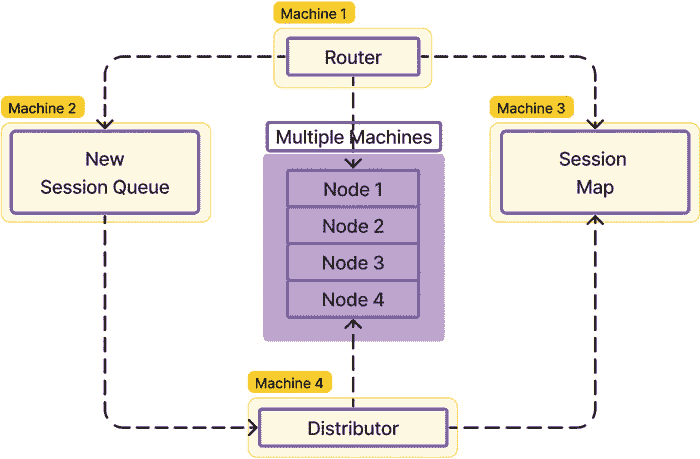 Machine 1
Router
Machine 2
New
Session Queue
Machine 3
Session
Map
Multiple Machines
Node 1
Node 2
Node 3
Node 4
Machine 4
Distributor